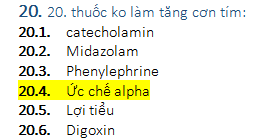 20. 20. thuốc ko làm tăng cơn tím:
20.1. catecholamin
20.2. Midazolam
20.3. Phenylephrine
20.4. Ức chế alpha
20.5. Lợi tiểu
20.6. Digoxin